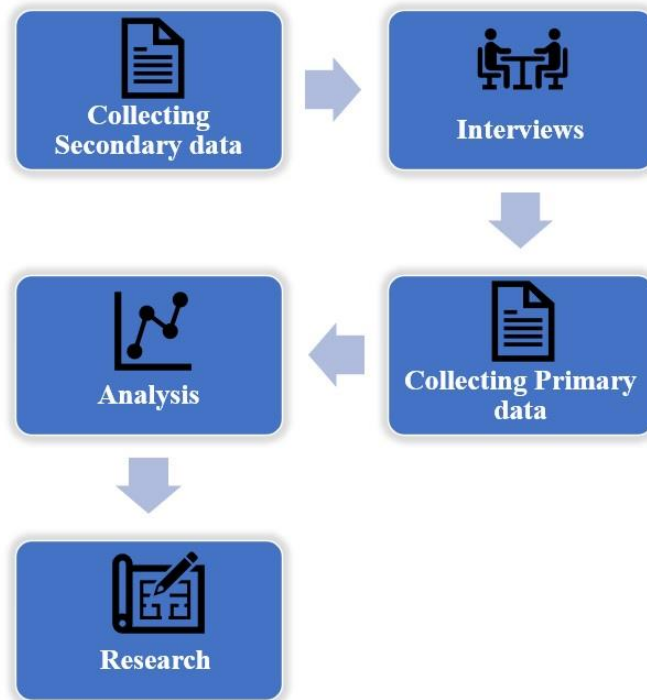 Collecting
Secondary data
Interviews
Collecting Primary
data
Analysis
Research